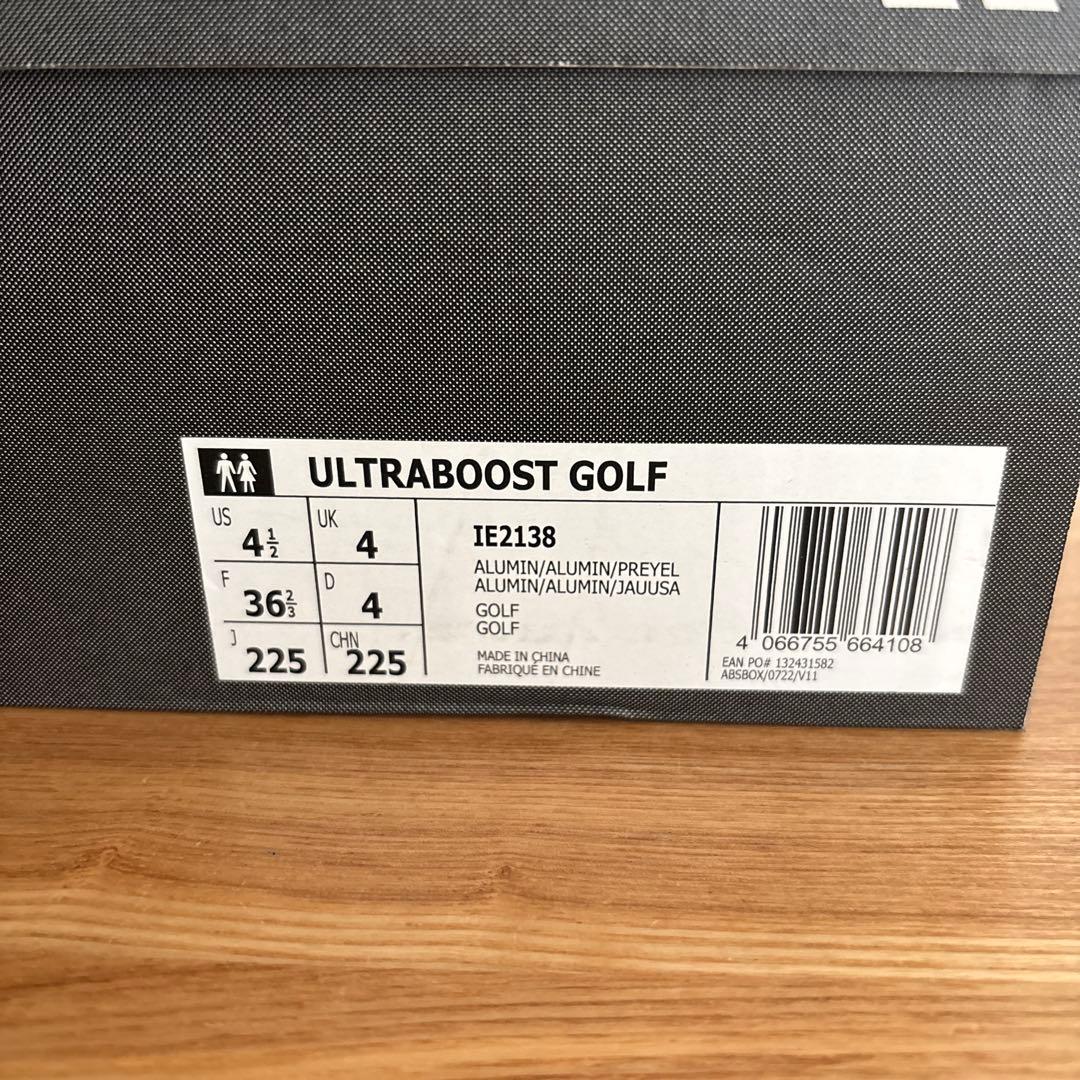 ULTRABOOST GOLF
US 4½ UK 4
F 36⅔ D 4
J 225 CHN 225
IE2138
ALUMIN/ALUMIN/PREYEL
ALUMIN/ALUMIN/JAUUSA
GOLF
GOLF
MADE IN CHINA
FABRIQUÉ EN CHINE
4 066755 664108
EAN PO# 132431582
ABSBOX/0722/V11